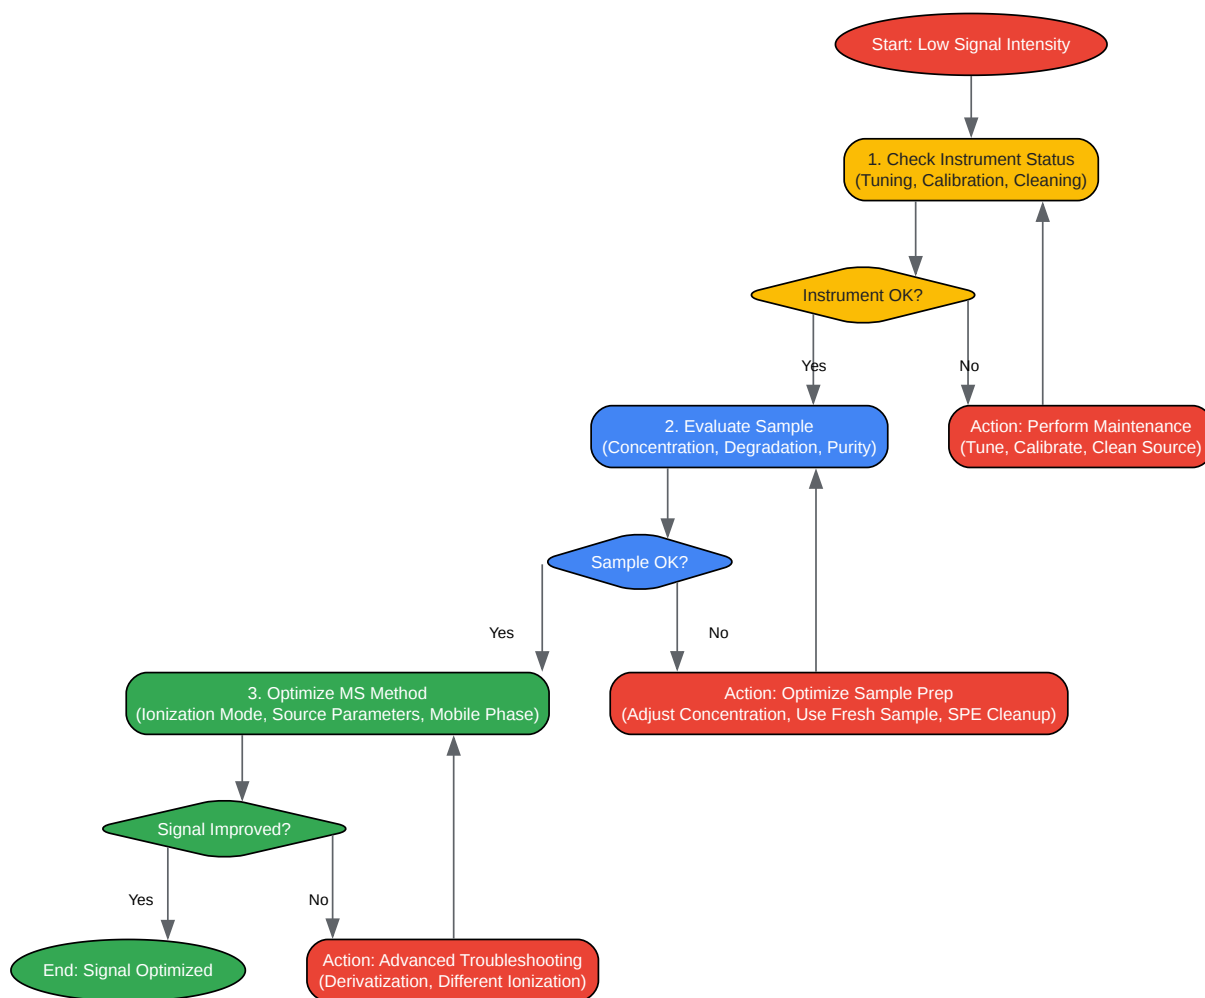 Start: Low Signal Intensity
1. Check Instrument Status
(Tuning, Calibration, Cleaning)
Instrument OK?
Yes
No
2. Evaluate Sample
(Concentration, Degradation, Purity)
Action: Perform Maintenance
(Tune, Calibrate, Clean Source)
Sample OK?
Yes
No
3. Optimize MS Method
(Ionization Mode, Source Parameters, Mobile Phase)
Action: Optimize Sample Prep
(Adjust Concentration, Use Fresh Sample, SPE Cleanup)
Signal Improved?
Yes
No
End: Signal Optimized
Action: Advanced Troubleshooting
(Derivatization, Different Ionization)